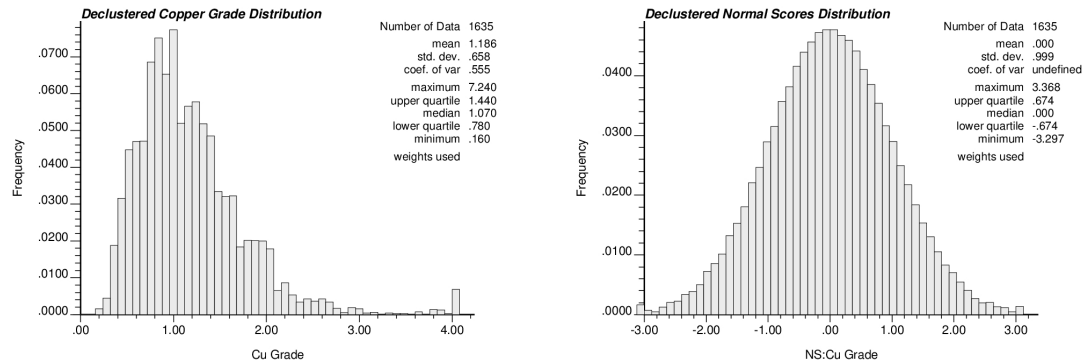 Declustered Copper Grade Distribution
Number of Data 1635
mean 1.186
std. dev. .658
coef. of var .555
maximum 7.240
upper quartile 1.440
median 1.070
lower quartile .780
minimum .160
weights used
Frequency
.0700
.0600
.0500
.0400
.0300
.0200
.0100
.0000
.00 1.00 2.00 3.00 4.00
Cu Grade
Declustered Normal Scores Distribution
Number of Data 1635
mean .000
std. dev. .999
coef. of var undefined
maximum 3.368
upper quartile .674
median .000
lower quartile -.674
minimum -3.297
weights used
Frequency
.0400
.0300
.0200
.0100
.0000
-3.00 -2.00 -1.00 .00 1.00 2.00 3.00
NS:Cu Grade